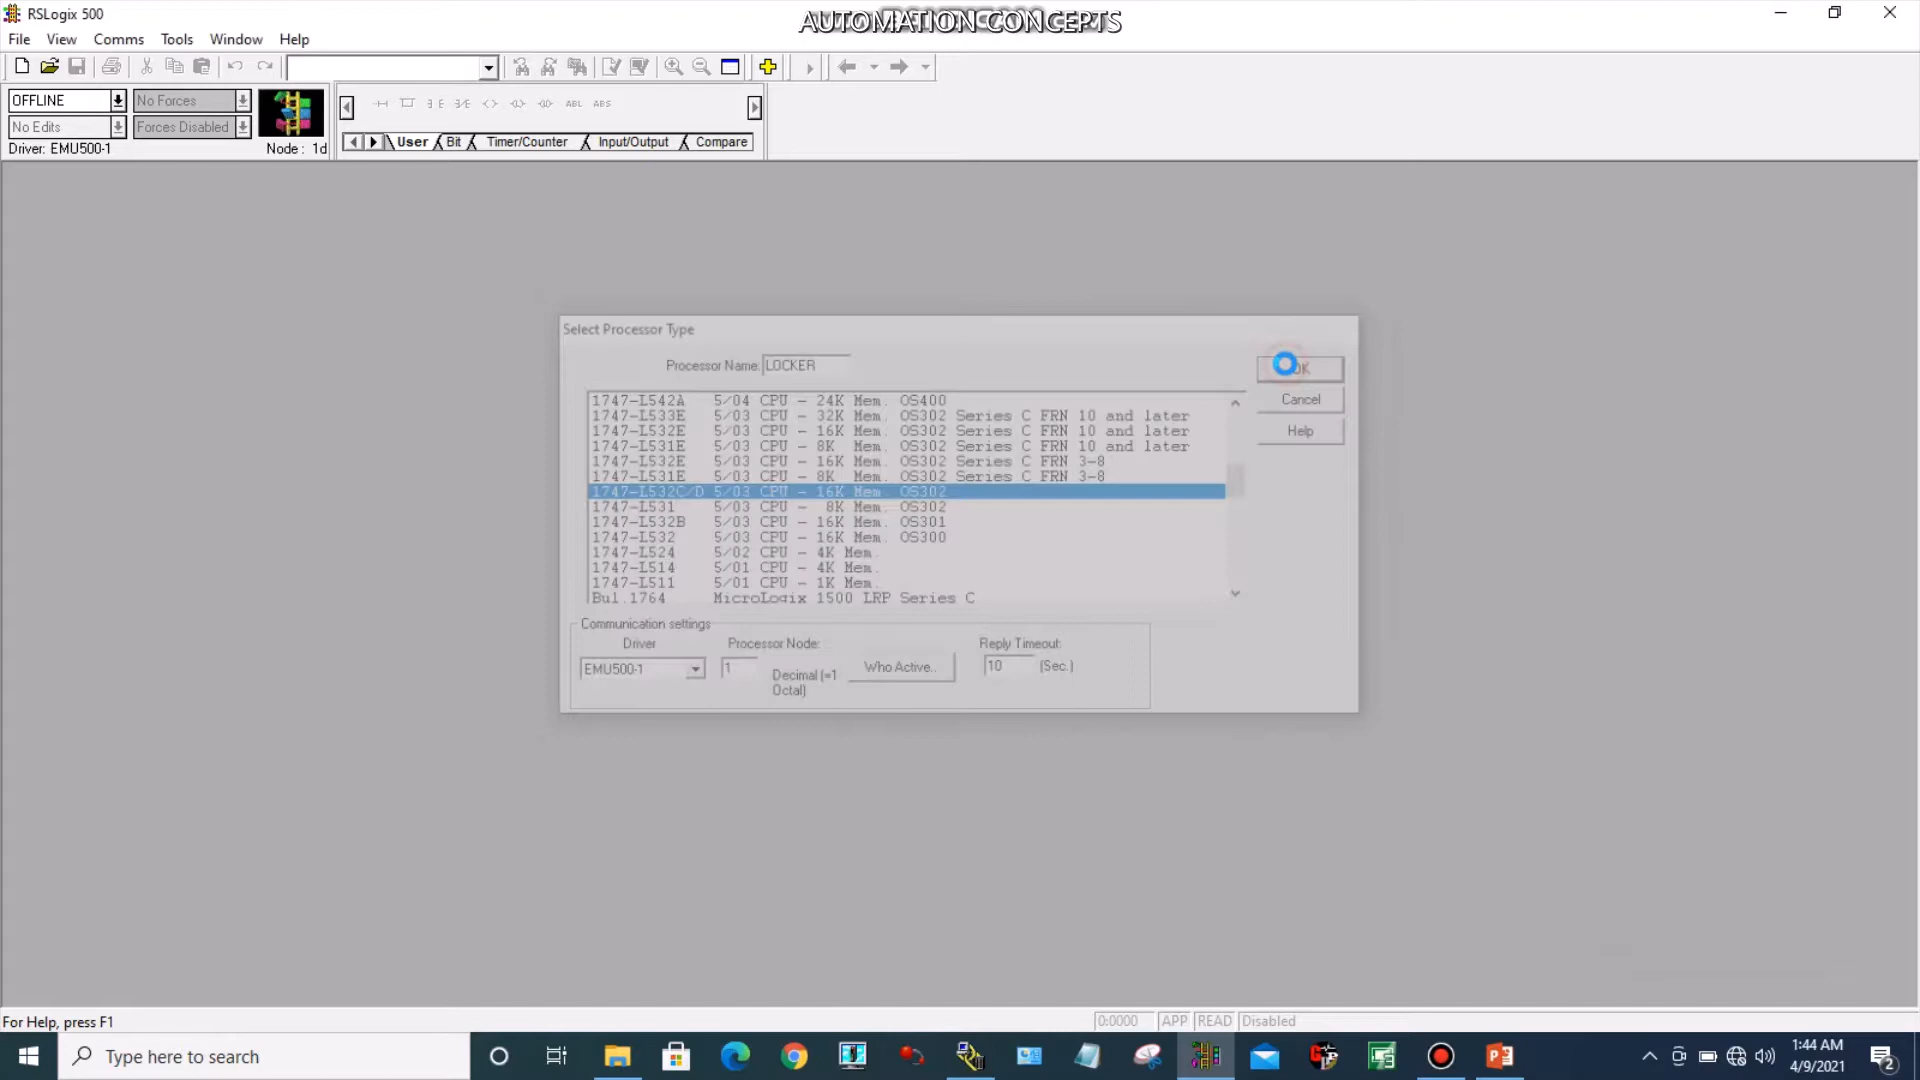 RSLogix 500
AUTOMATION CONCEPTS
File View Comms Tools Window Help
OFFLINE No Forces
No Edits Forces Disabled
Driver: EMU500-1 Node : 1d
ABL ABS
User Bit Timer/Counter Input/Output Compare
Select Processor Type
Processor Name: LOCKER
OK
Cancel
Help
1747-L542A 5/04 CPU - 24K Mem. OS400
1747-L533E 5/03 CPU - 32K Mem. OS302 Series C FRN 10 and later
1747-L532E 5/03 CPU - 16K Mem. OS302 Series C FRN 10 and later
1747-L531E 5/03 CPU - 8K Mem. OS302 Series C FRN 10 and later
1747-L532E 5/03 CPU - 16K Mem. OS302 Series C FRN 3-8
1747-L531E 5/03 CPU - 8K Mem. OS302 Series C FRN 3-8
1747-L532C/D 5/03 CPU - 16K Mem. OS302
1747-L531 5/03 CPU - 8K Mem. OS302
1747-L532B 5/03 CPU - 16K Mem. OS301
1747-L532 5/03 CPU - 16K Mem. OS300
1747-L524 5/02 CPU - 4K Mem.
1747-L514 5/01 CPU - 4K Mem.
1747-L511 5/01 CPU - 1K Mem.
Bul.1764 MicroLogix 1500 LRP Series C
Communication settings
Driver Processor Node: Reply Timeout:
EMU500-1 1 Decimal (=1 Octal) Who Active.. 10 (Sec.)
For Help, press F1
0:0000 APP READ Disabled
Type here to search
1:44 AM
4/9/2021
2